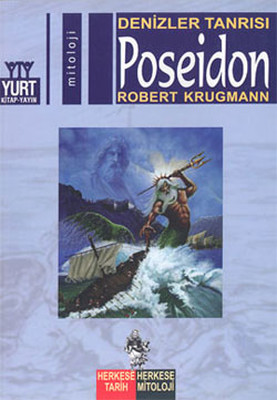 DENİZLER TANRISI
Poseidon
ROBERT KRUGMANN
YURT
KİTAP-YAYIN
mitoloji
HERKESE
TARİH
HERKESE
MİTOLOJİ